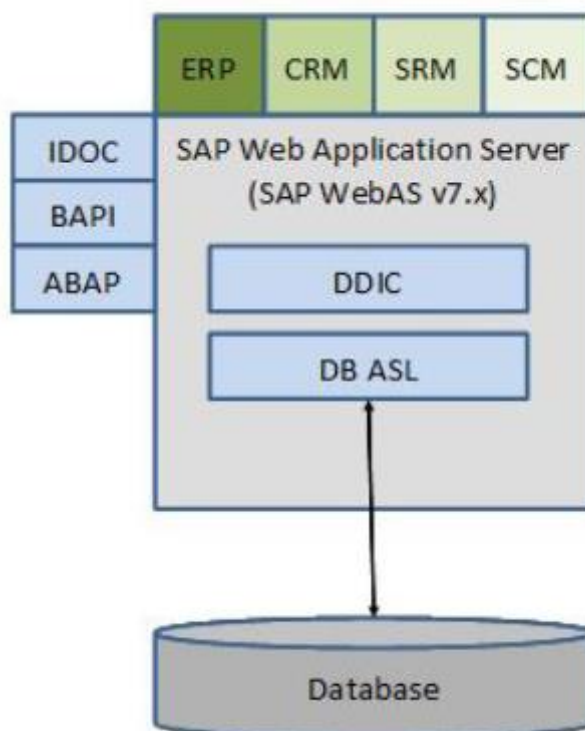 ERP CRM SRM SCM
IDOC
BAPI
ABAP
SAP Web Application Server
(SAP WebAS v7.x)
DDIC
DB ASL
Database